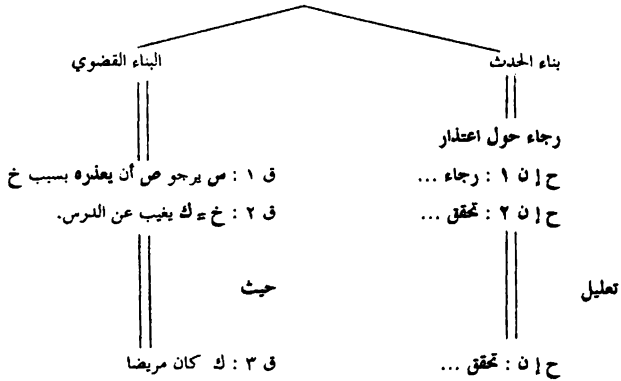 بناء الحدث
البناء القضوي
رجاء حول اعتذار
ح إ ن ١ : رجاء ...
ق ١ : س يرجو ص أن يعذره بسبب خ
ح إ ن ٢ : تحقق ...
ق ٢ : خ = ك يغيب عن الدرس.
تعليل
حيث
ح إ ن : تحقق ...
ق ٣ : ك كان مريضا